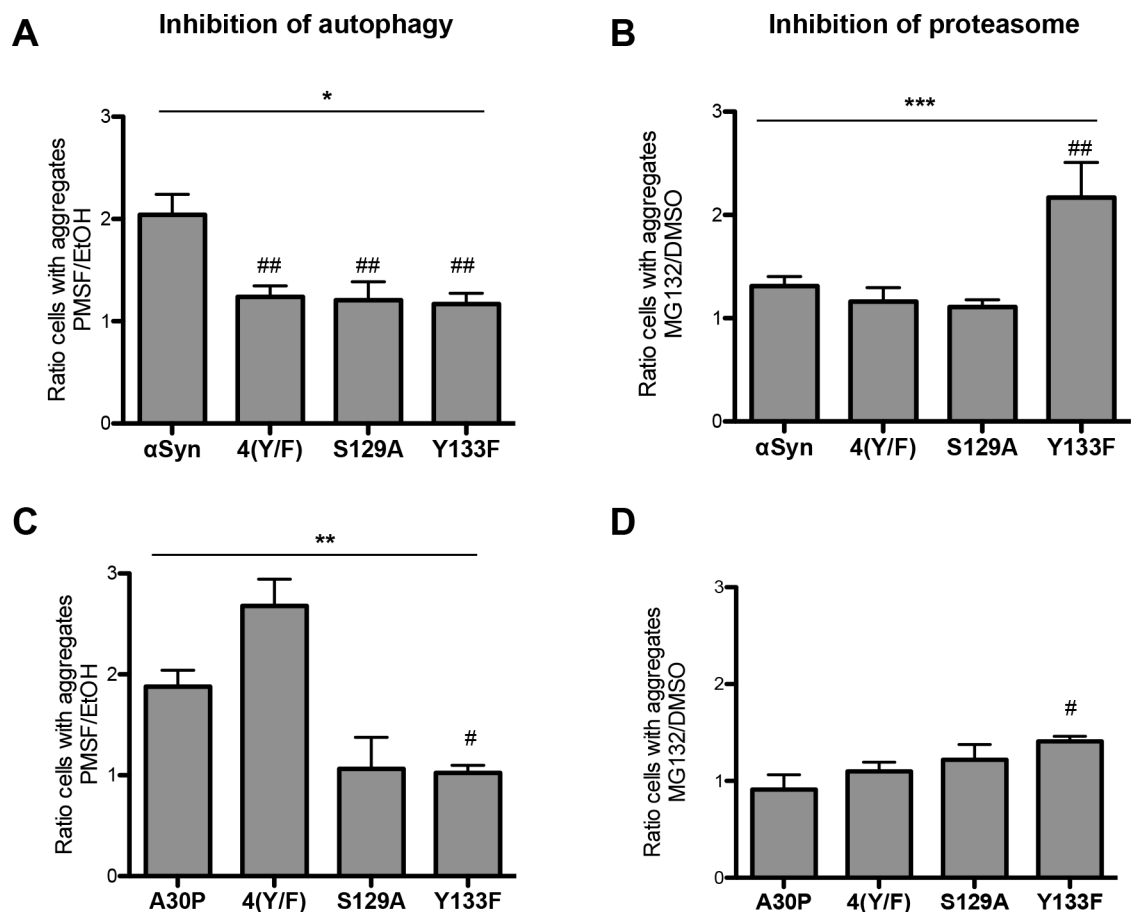 A
Inhibition of autophagy
Ratio cells with aggregates
PMSF/EtOH
3
2
1
0
*
##
##
##
αSyn
4(Y/F)
S129A
Y133F
B
Inhibition of proteasome
Ratio cells with aggregates
MG132/DMSO
3
2
1
0
***
##
αSyn
4(Y/F)
S129A
Y133F
C
Ratio cells with aggregates
PMSF/EtOH
3
2
1
0
**
#
A30P
4(Y/F)
S129A
Y133F
D
Ratio cells with aggregates
MG132/DMSO
3
2
1
0
#
A30P
4(Y/F)
S129A
Y133F